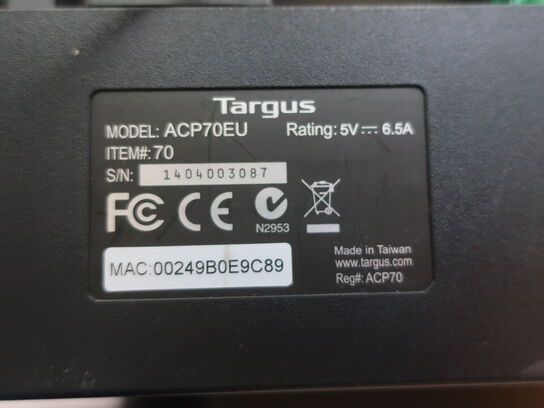 Targus
MODEL: ACP70EU Rating: 5V⎓6.5A
ITEM#: 70
S/N: 1404003087
FC CE N2953
MAC:00249B0E9C89
Made in Taiwan
www.targus.com
Reg#: ACP70